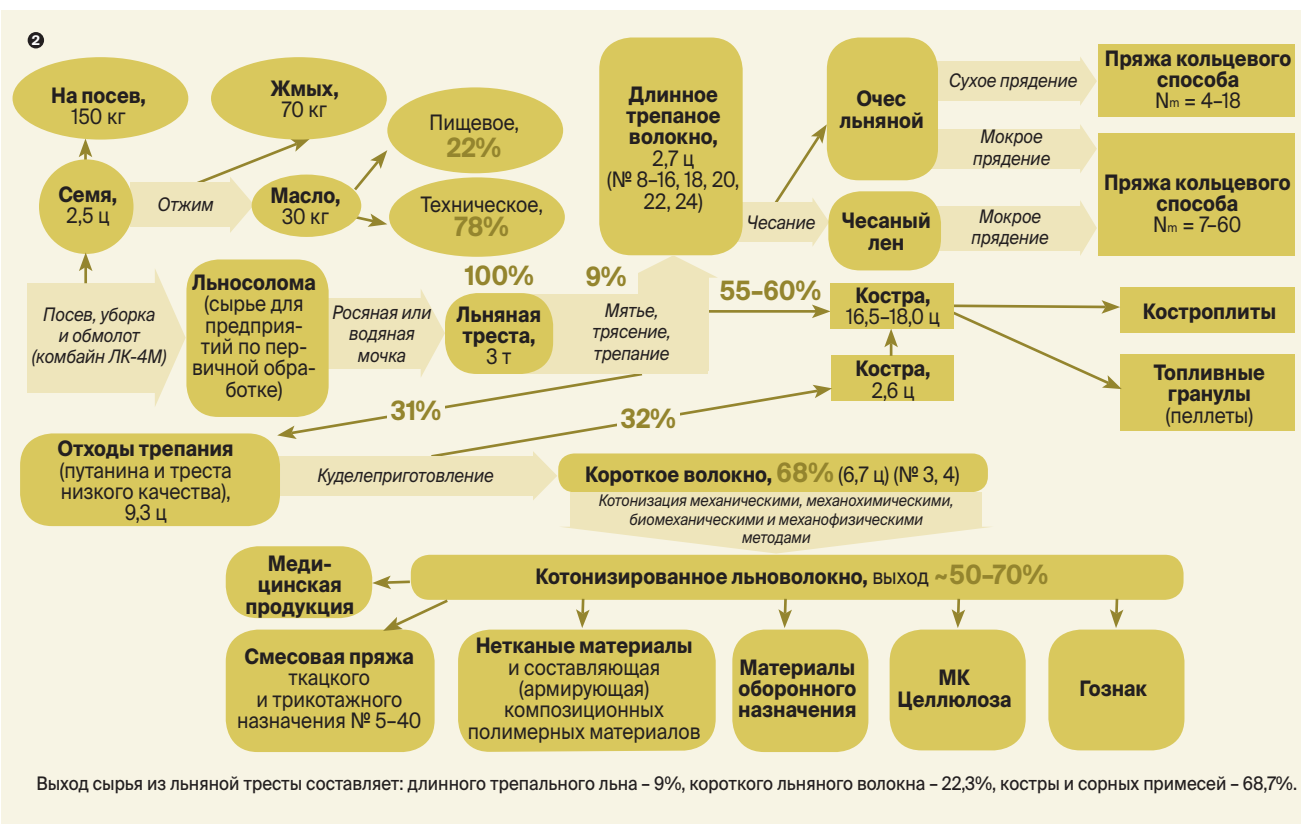 ❷
На посев,
150 кг
Жмых,
70 кг
Пищевое,
22%
Семя,
2,5 ц
Отжим
Масло,
30 кг
Техническое,
78%
Длинное
трепаное
волокно,
2,7 ц
(№ 8–16, 18, 20,
22, 24)
Чесание
Очес
льняной
Сухое прядение
Пряжа кольцевого
способа
Nm = 4–18
Мокрое
прядение
Чесаный
лен
Мокрое
прядение
Пряжа кольцевого
способа
Nm = 7–60
Посев, уборка
и обмолот
(комбайн ЛК-4М)
Льносолома
(сырье для
предприя-
тий по пер-
вичной обра-
ботке)
Росяная или
водяная
мочка
100%
Льняная
треста,
3 т
9%
Мятье,
трясение,
трепание
55–60%
Костра,
16,5–18,0 ц
Костра,
2,6 ц
Костроплиты
Топливные
гранулы
(пеллеты)
31%
32%
Отходы трепания
(путанина и треста
низкого качества),
9,3 ц
Куделеприготовление
Короткое волокно, 68% (6,7 ц) (№ 3, 4)
Котонизация механическими, механохимическими,
биомеханическими и механофизическими
методами
Котонизированное льноволокно, выход ~50–70%
Меди-
цинская
продукция
Смесовая пряжа
ткацкого
и трикотажного
назначения № 5–40
Нетканые материалы
и составляющая
(армирующая)
композиционных
полимерных материалов
Материалы
оборонного
назначения
МК
Целлюлоза
Гознак
Выход сырья из льняной тресты составляет: длинного трепального льна – 9%, короткого льняного волокна – 22,3%, костры и сорных примесей – 68,7%.